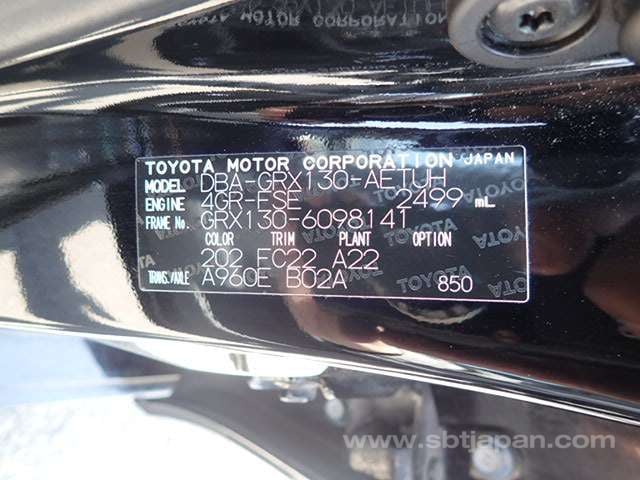 TOYOTA MOTOR CORPORATION JAPAN
MODEL DBA-GRX130-AETUH
ENGINE 4GR-FSE 2499 mL
FRAME No. GRX130-6098141
COLOR TRIM PLANT OPTION
202 FC22 A22
TRANS./AXLE A960E B02A 850
TOYOTA
www.sbtjapan.com